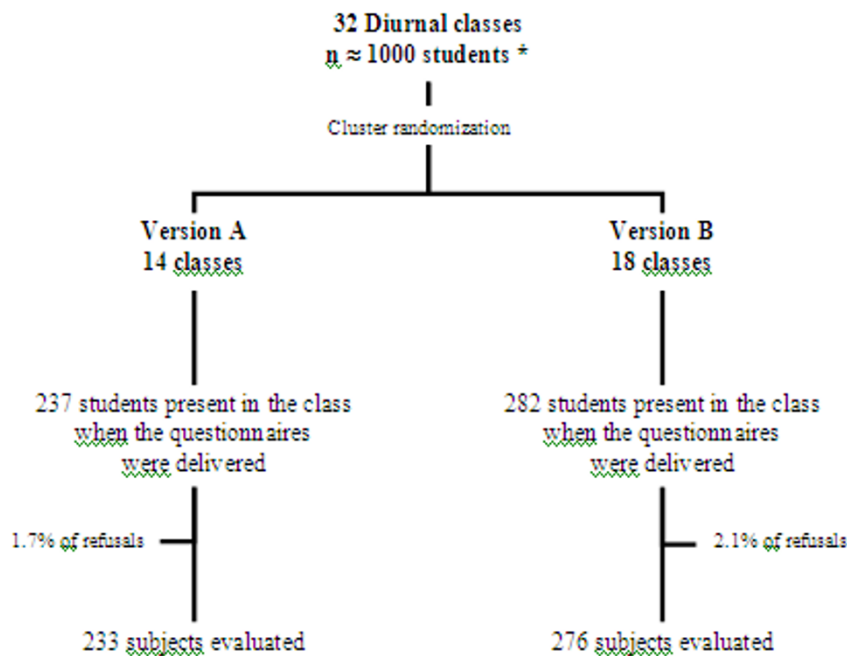 32 Diurnal classes
n ≈ 1000 students *
Cluster randomization
Version A
14 classes
Version B
18 classes
237 students present in the class
when the questionnaires
were delivered
282 students present in the class
when the questionnaires
were delivered
1.7% of refusals
2.1% of refusals
233 subjects evaluated
276 subjects evaluated